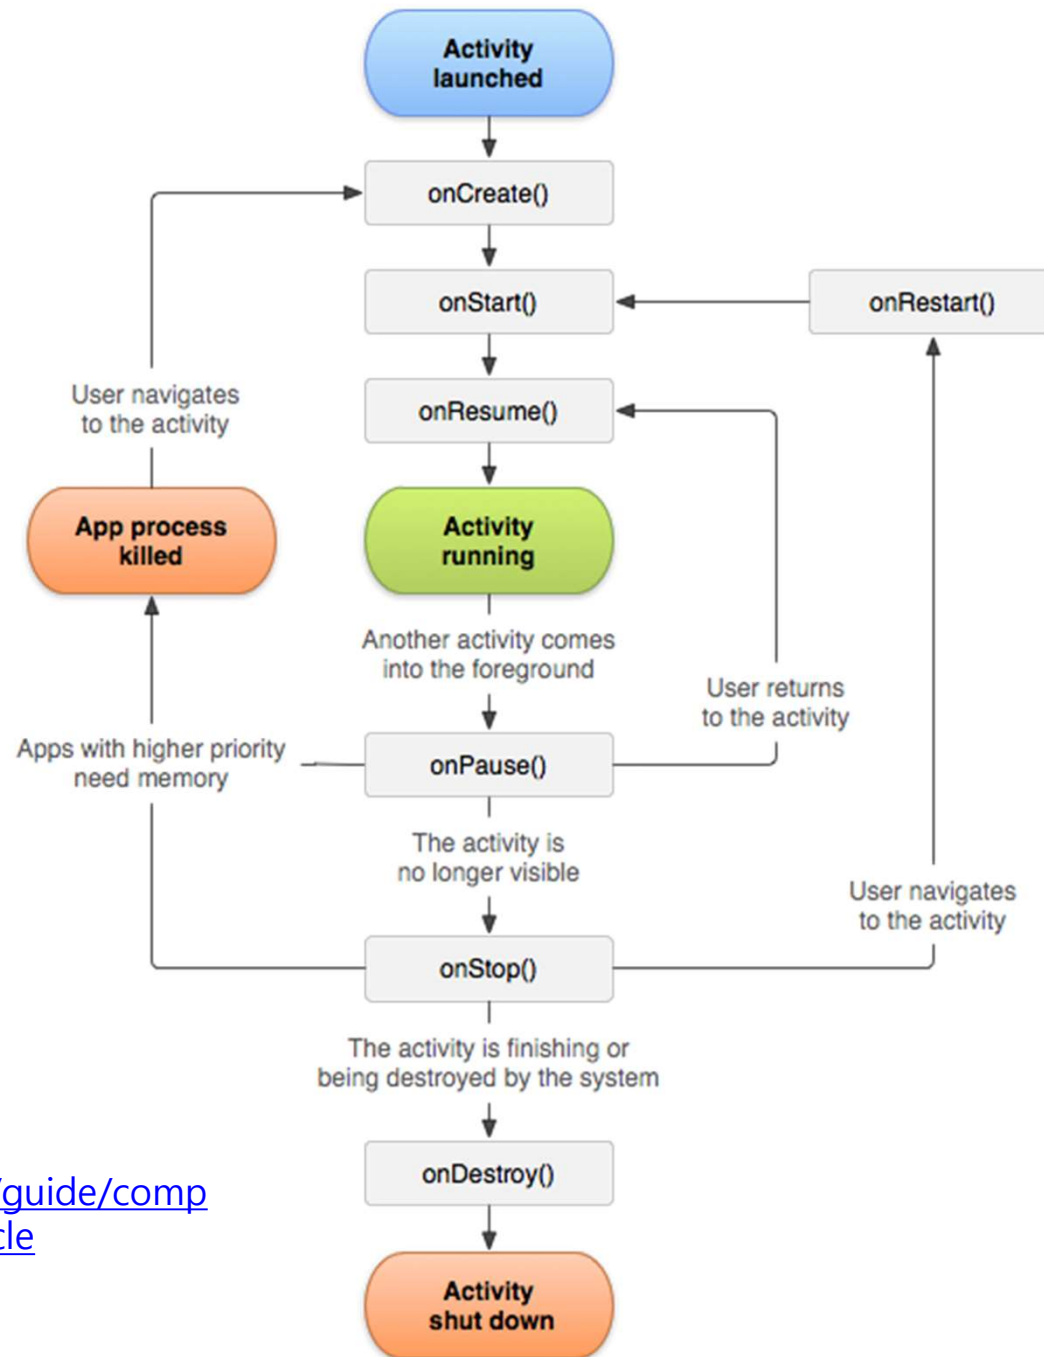 Activity
launched
onCreate()
onStart()
onRestart()
User navigates
to the activity
onResume()
App process
killed
Activity
running
Another activity comes
into the foreground
User returns
to the activity
Apps with higher priority
need memory
onPause()
The activity is
no longer visible
User navigates
to the activity
onStop()
The activity is finishing or
being destroyed by the system
onDestroy()
/guide/comp
cle
Activity
shut down